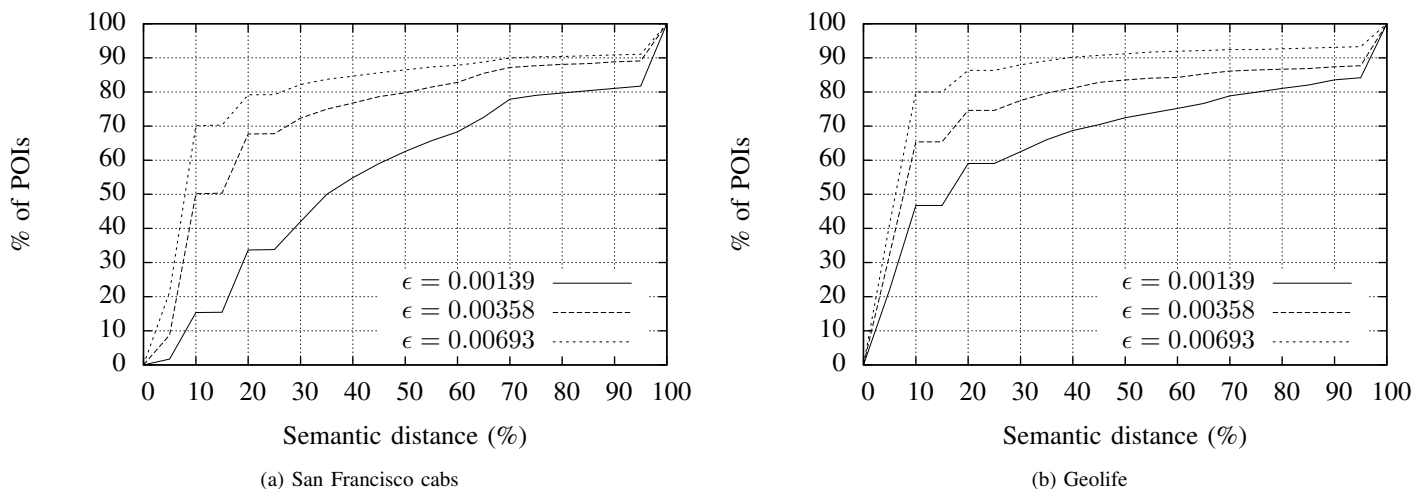 100
90
80
70
60
50
40
30
20
10
0
% of POIs
ϵ = 0.00139
ϵ = 0.00358
ϵ = 0.00693
0 10 20 30 40 50 60 70 80 90 100
Semantic distance (%)
(a) San Francisco cabs
100
90
80
70
60
50
40
30
20
10
0
% of POIs
ϵ = 0.00139
ϵ = 0.00358
ϵ = 0.00693
0 10 20 30 40 50 60 70 80 90 100
Semantic distance (%)
(b) Geolife